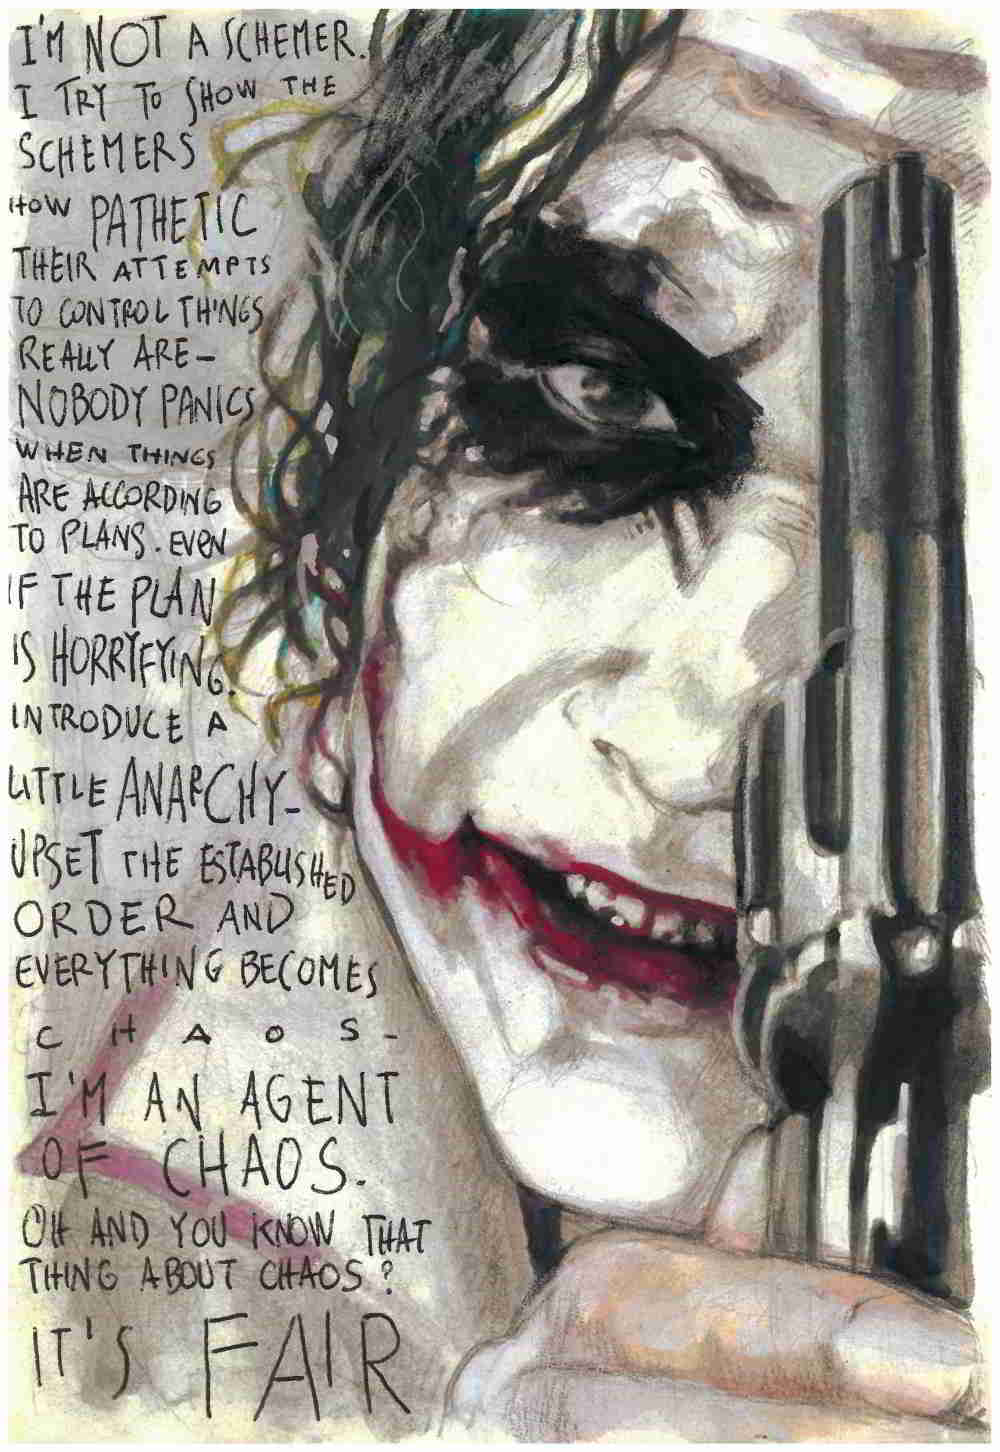 I'M NOT A SCHEMER.
I TRY TO SHOW THE
SCHEMERS
HOW PATHETIC
THEIR ATTEMPTS
TO CONTROL THINGS
REALLY ARE-
NOBODY PANICS
WHEN THINGS
ARE ACCORDING
TO PLANS. EVEN
IF THE PLAN
IS HORRYFYING.
INTRODUCE A
LITTLE ANARCHY-
UPSET THE ESTABLISHED
ORDER AND
EVERYTHING BECOMES
CHAOS-
I'M AN AGENT
OF CHAOS.
OH AND YOU KNOW THAT
THING ABOUT CHAOS?
IT'S FAIR